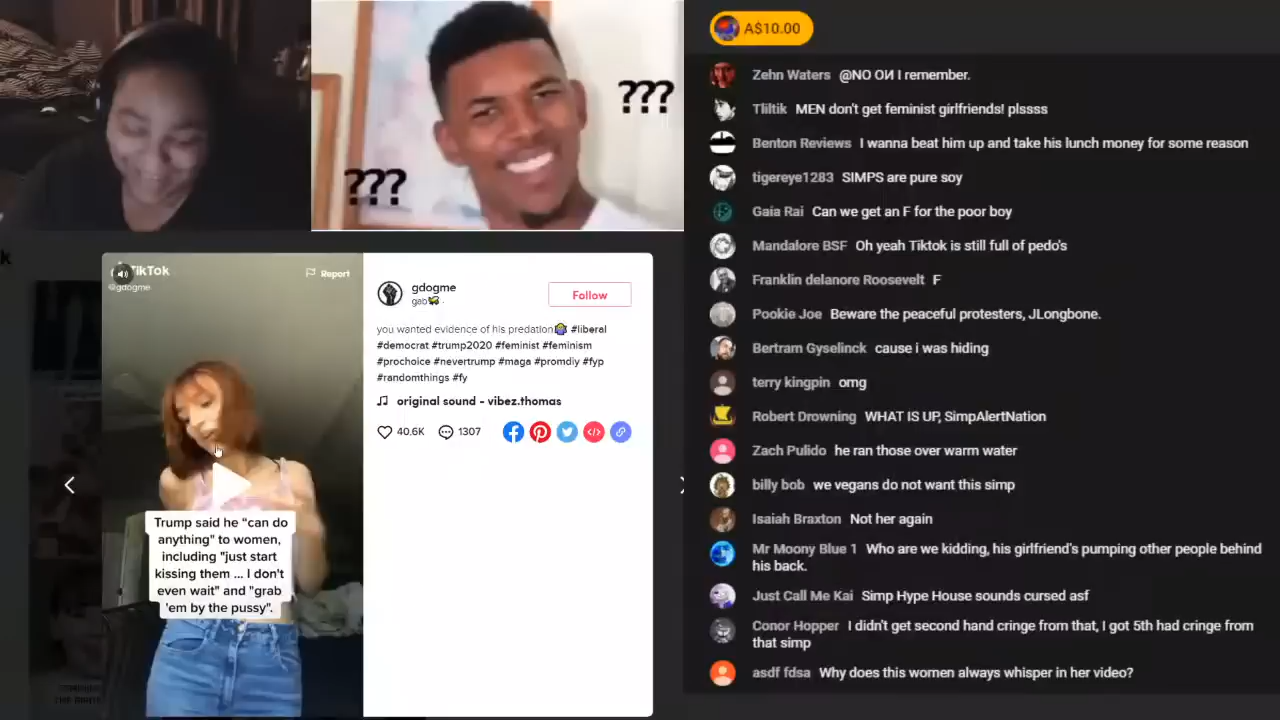 A$10.00
Zehn Waters @NO OИ I remember.
Tliltik MEN don't get feminist girlfriends! plssss
Benton Reviews I wanna beat him up and take his lunch money for some reason
tigereye1283 SIMPS are pure soy
Gaia Rai Can we get an F for the poor boy
Mandalore BSF Oh yeah Tiktok is still full of pedo's
Franklin delanore Roosevelt F
Pookie Joe Beware the peaceful protesters, JLongbone.
Bertram Gyselinck cause i was hiding
terry kingpin omg
Robert Drowning WHAT IS UP, SimpAlertNation
Zach Pulido he ran those over warm water
billy bob we vegans do not want this simp
Isaiah Braxton Not her again
Mr Moony Blue 1 Who are we kidding, his girlfriend's pumping other people behind
his back.
Just Call Me Kai Simp Hype House sounds cursed asf
Conor Hopper I didn't get second hand cringe from that, I got 5th had cringe from
that simp
asdf fdsa Why does this women always whisper in her video?
???
???
k
TikTok
@gdogme
Report
gdogme
gab
Follow
you wanted evidence of his predation #liberal
#democrat #trump2020 #feminist #feminism
#prochoice #nevertrump #maga #promdiy #fyp
#randomthings #fy
original sound - vibez.thomas
40.6K 1307
Trump said he "can do
anything" to women,
including "just start
kissing them ... I don't
even wait" and "grab
'em by the pussy".